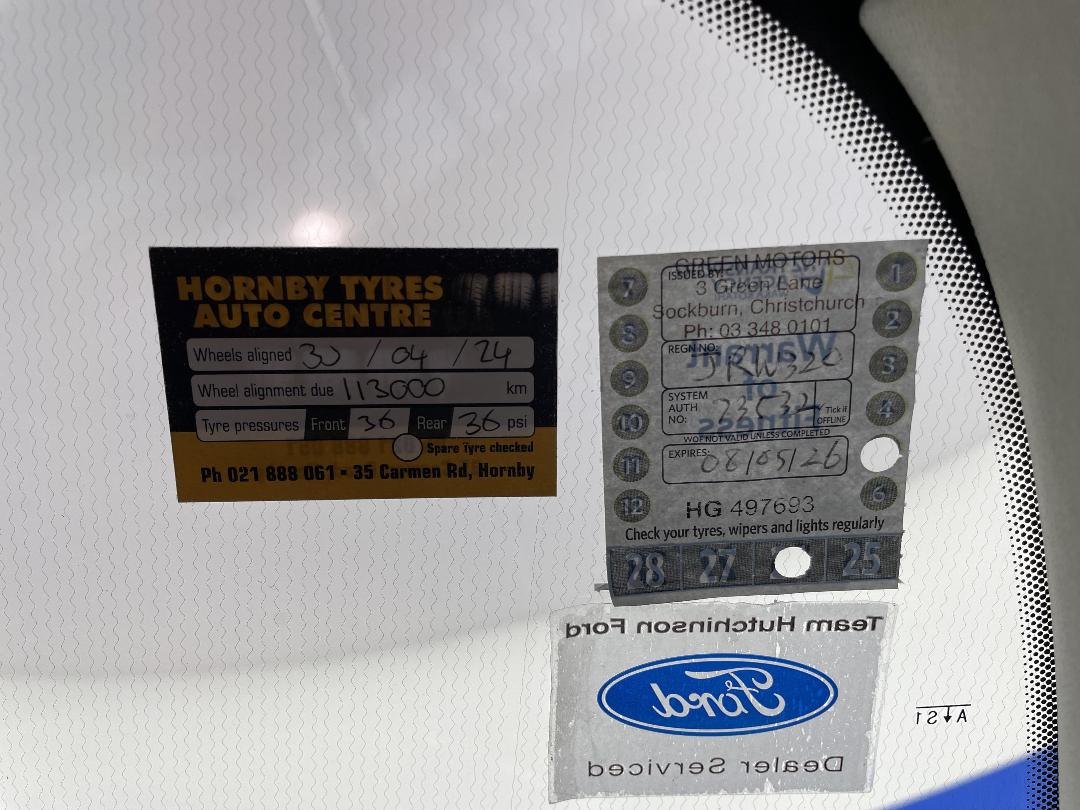 HORNBY TYRES
AUTO CENTRE
Wheels aligned 30 / 04 / 24
Wheel alignment due 113000 km
Tyre pressures Front 36 Rear 36 psi
Spare Tyre checked
Ph 021 888 061 - 35 Carmen Rd, Hornby
GREEN MOTORS
ISSUED BY:
3 Green Lane
Sockburn, Christchurch
Ph: 03 348 0101
REGN NO:
SYSTEM
AUTH
NO:
Tick if
OFFLINE
WOF NOT VALID UNLESS COMPLETED
EXPIRES: 08/05/26
HG 497693
Check your tyres, wipers and lights regularly
7
8
9
10
11
12
1
2
3
4
6
28 27 25
Warrant
of
Fitness
Team Hutchinson Ford
Ford
Dealer Serviced
AS1